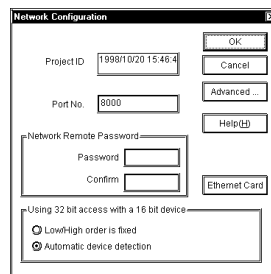 Network Configuration
OK
Project ID 1998/10/20 15:46:4
Cancel
Advanced ...
Port No. 8000
Help(H)
Network Remote Password
Password
Confirm
Ethernet Card
Using 32 bit access with a 16 bit device
Low/High order is fixed
Automatic device detection